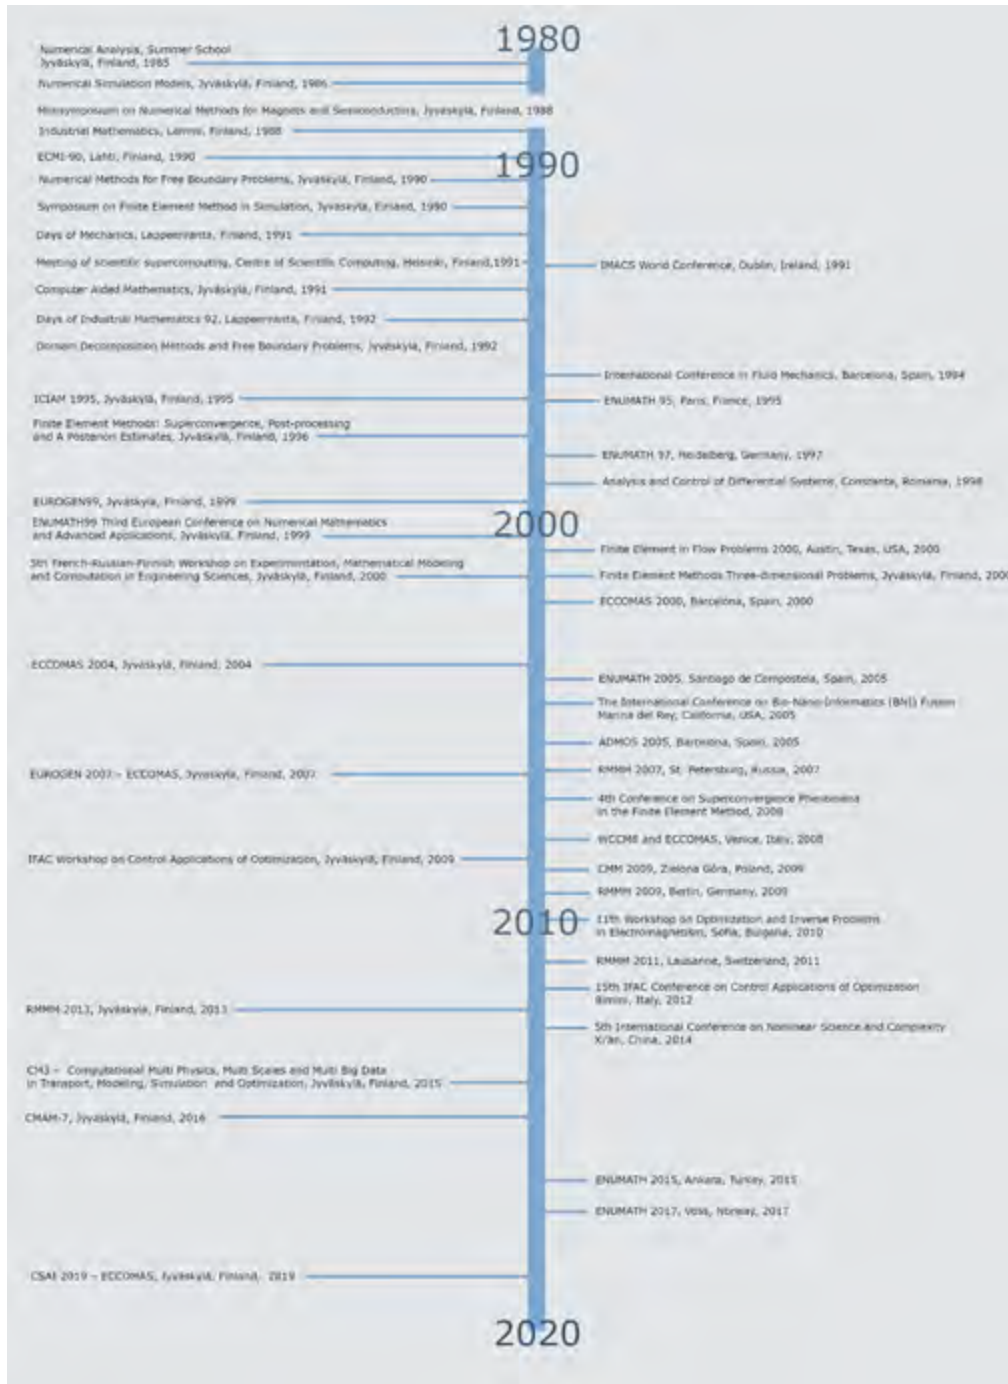 1980
Numerical Analysis, Summer School
Jyväskylä, Finland, 1985
Numerical Simulation Models, Jyväskylä, Finland, 1986
Minisymposium on Numerical Methods for Magnets and Semiconductors, Jyväskylä, Finland, 1988
Industrial Mathematics, Lammi, Finland, 1988
ECMI-90, Lahti, Finland, 1990
1990
Numerical Methods for Free Boundary Problems, Jyväskylä, Finland, 1990
Symposium on Finite Element Method in Simulation, Jyväskylä, Finland, 1990
Days of Mechanics, Lappeenranta, Finland, 1991
Meeting of scientific supercomputing, Centre of Scientific Computing, Helsinki, Finland,1991
IMACS World Conference, Dublin, Ireland, 1991
Computer Aided Mathematics, Jyväskylä, Finland, 1991
Days of Industrial Mathematics 92, Lappeenranta, Finland, 1992
Domain Decomposition Methods and Free Boundary Problems, Jyväskylä, Finland, 1992
International Conference in Fluid Mechanics, Barcelona, Spain, 1994
ICIAM 1995, Jyväskylä, Finland, 1995
ENUMATH 95, Paris, France, 1995
Finite Element Methods: Superconvergence, Post-processing
and A Posteriori Estimates, Jyväskylä, Finland, 1996
ENUMATH 97, Heidelberg, Germany, 1997
Analysis and Control of Differential Systems, Constanta, Romania, 1998
EUROGEN99, Jyväskylä, Finland, 1999
ENUMATH99 Third European Conference on Numerical Mathematics
and Advanced Applications, Jyväskylä, Finland, 1999
2000
Finite Element in Flow Problems 2000, Austin, Texas, USA, 2000
5th French-Russian-Finnish Workshop on Experimentation, Mathematical Modeling
and Computation in Engineering Sciences, Jyväskylä, Finland, 2000
Finite Element Methods Three-dimensional Problems, Jyväskylä, Finland, 2000
ECCOMAS 2000, Barcelona, Spain, 2000
ECCOMAS 2004, Jyväskylä, Finland, 2004
ENUMATH 2005, Santiago de Compostela, Spain, 2005
The International Conference on Bio-Nano-Informatics (BNI) Fusion
Marina del Rey, California, USA, 2005
ADMOS 2005, Barcelona, Spain, 2005
EUROGEN 2007 – ECCOMAS, Jyväskylä, Finland, 2007
RMMM 2007, St. Petersburg, Russia, 2007
4th Conference on Superconvergence Phenomena
in the Finite Element Method, 2008
WCCM8 and ECCOMAS, Venice, Italy, 2008
IFAC Workshop on Control Applications of Optimization, Jyväskylä, Finland, 2009
CMM 2009, Zielona Góra, Poland, 2009
RMMM 2009, Berlin, Germany, 2009
2010
11th Workshop on Optimization and Inverse Problems
in Electromagnetism, Sofia, Bulgaria, 2010
RMMM 2011, Lausanne, Switzerland, 2011
15th IFAC Conference on Control Applications of Optimization
Rimini, Italy, 2012
RMMM 2013, Jyväskylä, Finland, 2013
5th International Conference on Nonlinear Science and Complexity
Xi'an, China, 2014
CM3 – Computational Multi Physics, Multi Scales and Multi Big Data
in Transport, Modeling, Simulation and Optimization, Jyväskylä, Finland, 2015
CMAM-7, Jyväskylä, Finland, 2016
ENUMATH 2015, Ankara, Turkey, 2015
ENUMATH 2017, Voss, Norway, 2017
CSAI 2019 – ECCOMAS, Jyväskylä, Finland, 2019
2020